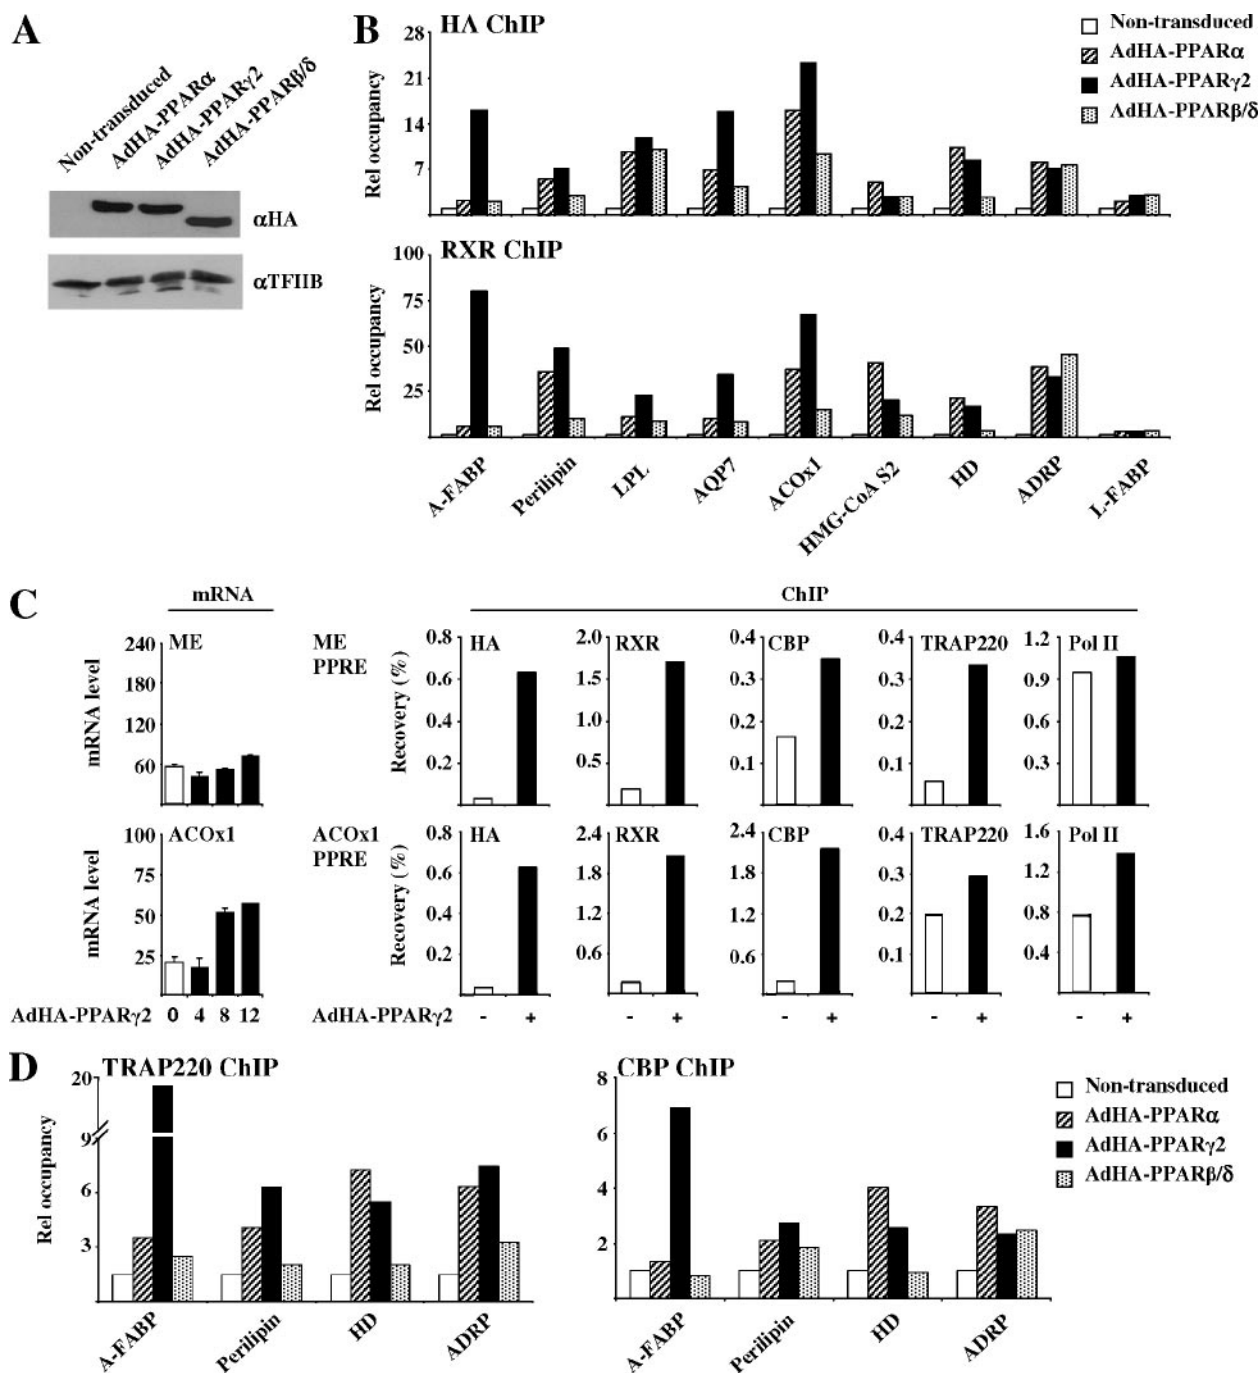 A
Non-transduced
AdHA-PPARα
AdHA-PPARγ2
AdHA-PPARβ/δ
αHA
αTFIIB
B
HA ChIP
Rel occupancy
28
21
14
7
Non-transduced
AdHA-PPARα
AdHA-PPARγ2
AdHA-PPARβ/δ
RXR ChIP
Rel occupancy
100
75
50
25
A-FABP
Perilipin
LPL
AQP7
ACOx1
HMG-CoA S2
HD
ADRP
L-FABP
C
mRNA
ChIP
ME
mRNA level
240
180
120
60
ME
PPRE
Recovery (%)
HA
0.8
0.6
0.4
0.2
RXR
2.0
1.5
1.0
0.5
CBP
0.4
0.3
0.2
0.1
TRAP220
0.4
0.3
0.2
0.1
Pol II
1.2
0.9
0.6
0.3
ACOx1
mRNA level
100
75
50
25
ACOx1
PPRE
Recovery (%)
HA
0.8
0.6
0.4
0.2
RXR
2.4
1.8
1.2
0.6
CBP
2.4
1.8
1.2
0.6
TRAP220
0.4
0.3
0.2
0.1
Pol II
1.6
1.2
0.8
0.4
AdHA-PPARγ2 0 4 8 12
AdHA-PPARγ2 - + - + - + - + - +
D
TRAP220 ChIP
Rel occupancy
20
9
6
3
A-FABP
Perilipin
HD
ADRP
CBP ChIP
8
6
4
2
A-FABP
Perilipin
HD
ADRP
Non-transduced
AdHA-PPARα
AdHA-PPARγ2
AdHA-PPARβ/δ